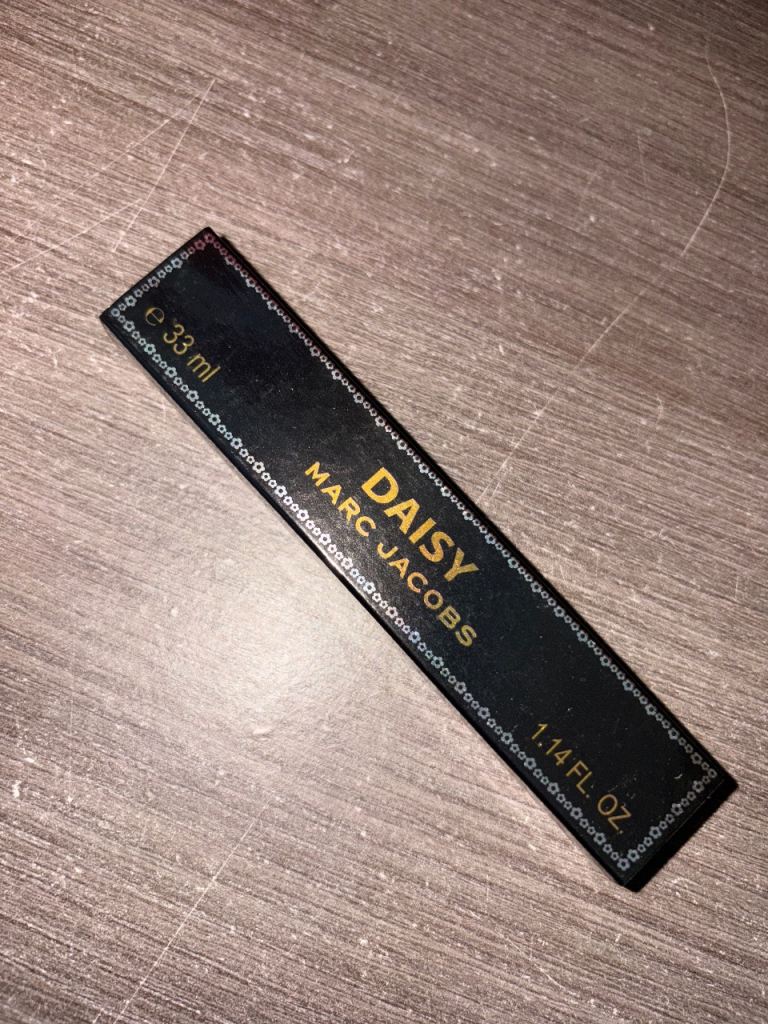 ℮ 33 ml
DAISY
MARC JACOBS
1.14 FL. OZ.